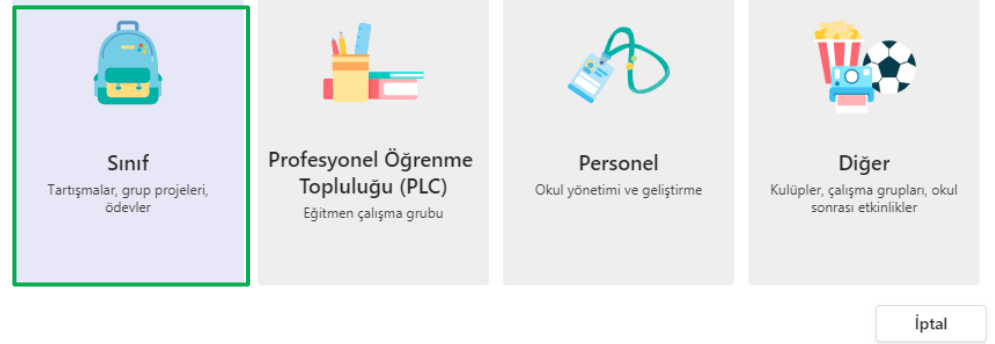 Sınıf
Tartışmalar, grup projeleri,
ödevler
Profesyonel Öğrenme
Topluluğu (PLC)
Eğitmen çalışma grubu
Personel
Okul yönetimi ve geliştirme
Diğer
Kulüpler, çalışma grupları, okul
sonrası etkinlikler
İptal